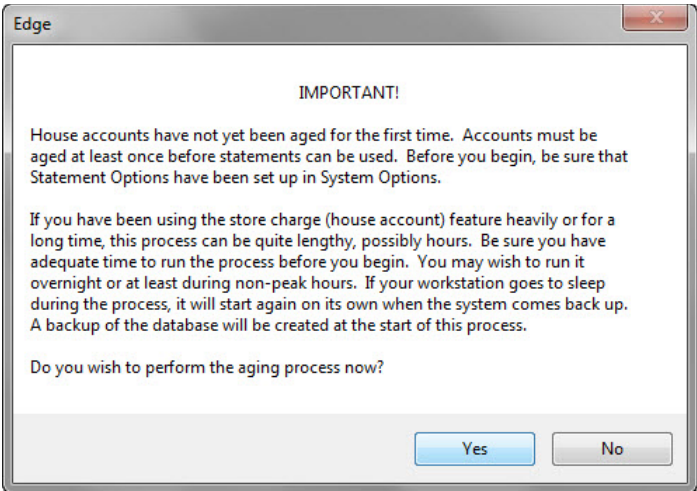 Edge
IMPORTANT!
House accounts have not yet been aged for the first time.  Accounts must be
aged at least once before statements can be used.  Before you begin, be sure that
Statement Options have been set up in System Options.
If you have been using the store charge (house account) feature heavily or for a
long time, this process can be quite lengthy, possibly hours.  Be sure you have
adequate time to run the process before you begin.  You may wish to run it
overnight or at least during non-peak hours.  If your workstation goes to sleep
during the process, it will start again on its own when the system comes back up.
A backup of the database will be created at the start of this process.
Do you wish to perform the aging process now?
Yes
No